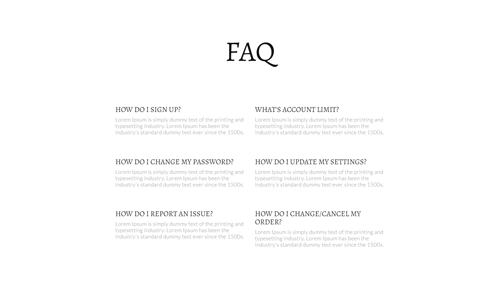 FAQ
HOW DO I SIGN UP?
Lorem Ipsum is simply dummy text of the printing and
typesetting industry. Lorem Ipsum has been the
industry's standard dummy text ever since the 1500s.
WHAT'S ACCOUNT LIMIT?
Lorem Ipsum is simply dummy text of the printing and
typesetting industry. Lorem Ipsum has been the
industry's standard dummy text ever since the 1500s.
HOW DO I CHANGE MY PASSWORD?
Lorem Ipsum is simply dummy text of the printing and
typesetting industry. Lorem Ipsum has been the
industry's standard dummy text ever since the 1500s.
HOW DO I UPDATE MY SETTINGS?
Lorem Ipsum is simply dummy text of the printing and
typesetting industry. Lorem Ipsum has been the
industry's standard dummy text ever since the 1500s.
HOW DO I REPORT AN ISSUE?
Lorem Ipsum is simply dummy text of the printing and
typesetting industry. Lorem Ipsum has been the
industry's standard dummy text ever since the 1500s.
HOW DO I CHANGE/CANCEL MY
ORDER?
Lorem Ipsum is simply dummy text of the printing and
typesetting industry. Lorem Ipsum has been the
industry's standard dummy text ever since the 1500s.